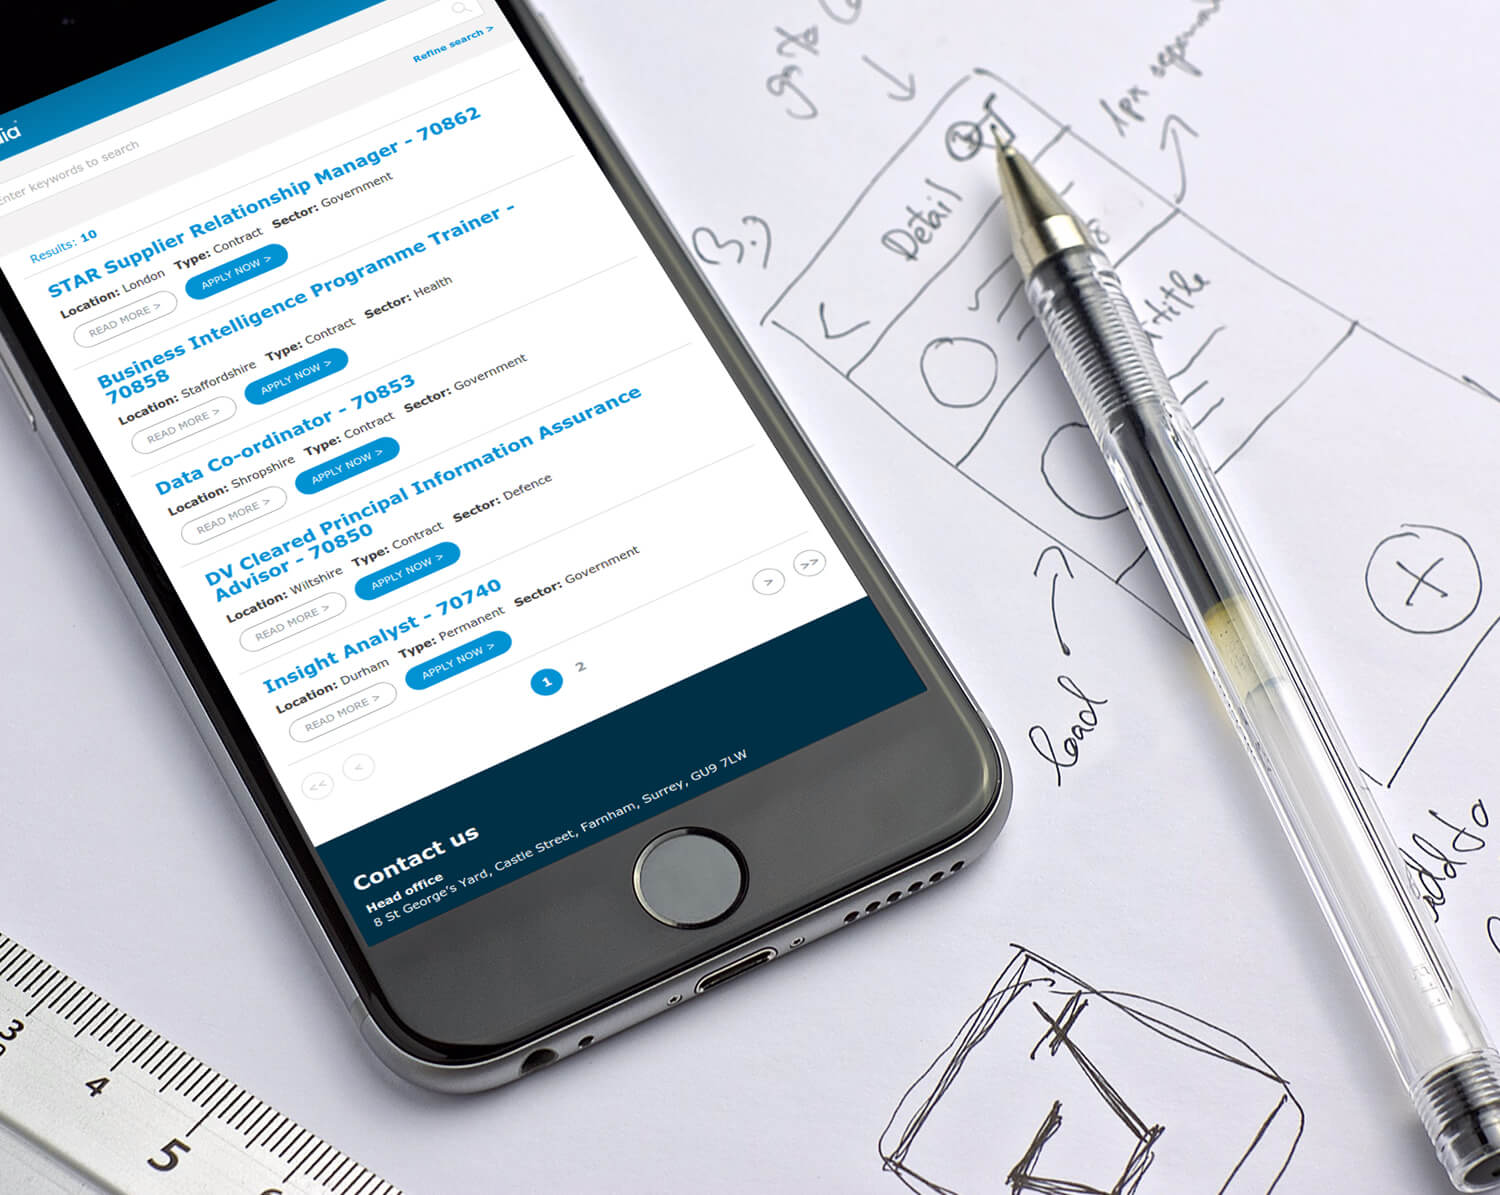 Refine search >
Enter keywords to search
Results: 10
STAR Supplier Relationship Manager - 70862
Location: London Type: Contract Sector: Government
READ MORE > APPLY NOW >
Business Intelligence Programme Trainer -
70858
Location: Staffordshire Type: Contract Sector: Health
READ MORE > APPLY NOW >
Data Co-ordinator - 70853
Location: Shropshire Type: Contract Sector: Government
READ MORE > APPLY NOW >
DV Cleared Principal Information Assurance
Advisor - 70850
Location: Wiltshire Type: Contract Sector: Defence
READ MORE > APPLY NOW >
Insight Analyst - 70740
Location: Durham Type: Permanent Sector: Government
READ MORE > APPLY NOW >
<< < 1 2 > >>
Contact us
Head office
8 St George's Yard, Castle Street, Farnham, Surrey, GU9 7LW
3.)
Detail
load
3
4
5